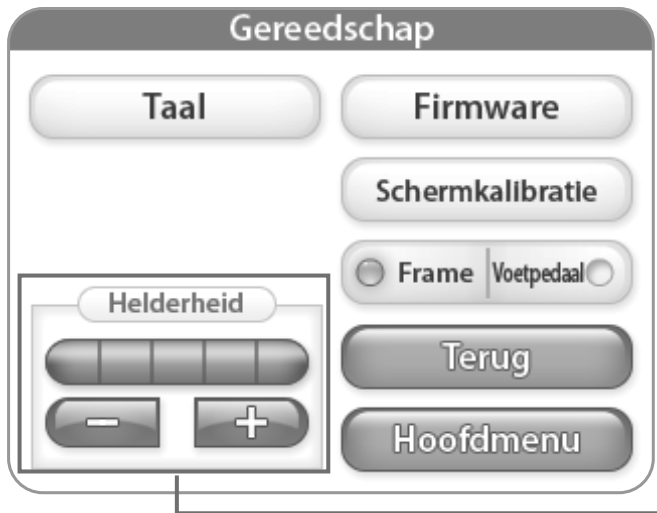 Gereedschap
Taal
Firmware
Schermkalibratie
Frame Voetpedaal
Helderheid
Terug
Hoofdmenu